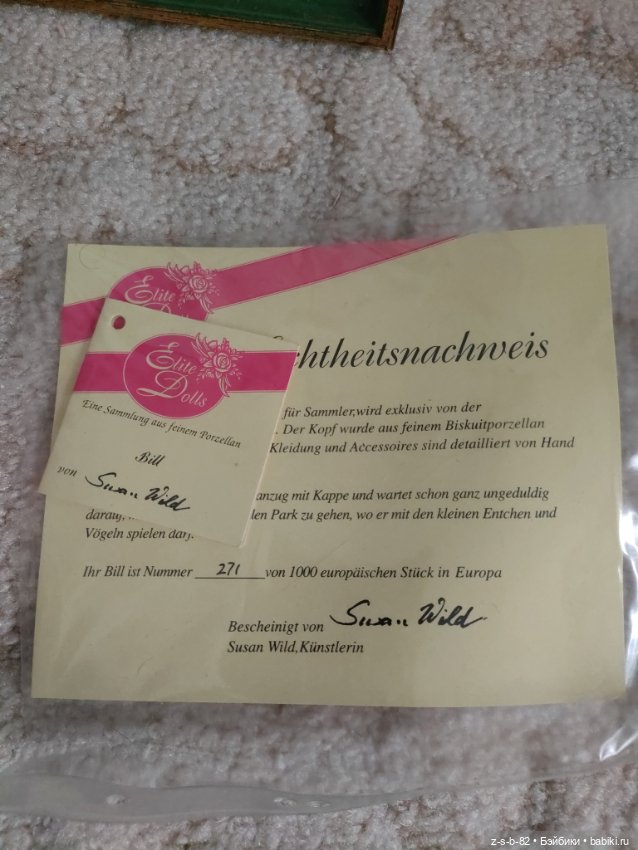 Elite
chtheitsnachweis
Elite
Dolls
Eine Sammlung aus feinem Porzellan
Bill
von Susan Wild
für Sammler,wird exklusiv von der
. Der Kopf wurde aus feinem Biskuitporzellan
Kleidung und Accessoires sind detailliert von Hand
anzug mit Kappe und wartet schon ganz ungeduldig
darauf, den Park zu gehen, wo er mit den kleinen Entchen und
Vögeln spielen darf.
Ihr Bill ist Nummer 271 von 1000 europäischen Stück in Europa
Bescheinigt von Susan Wild
Susan Wild,Künstlerin
z-s-b-82 • Бэйбики • babiki.ru